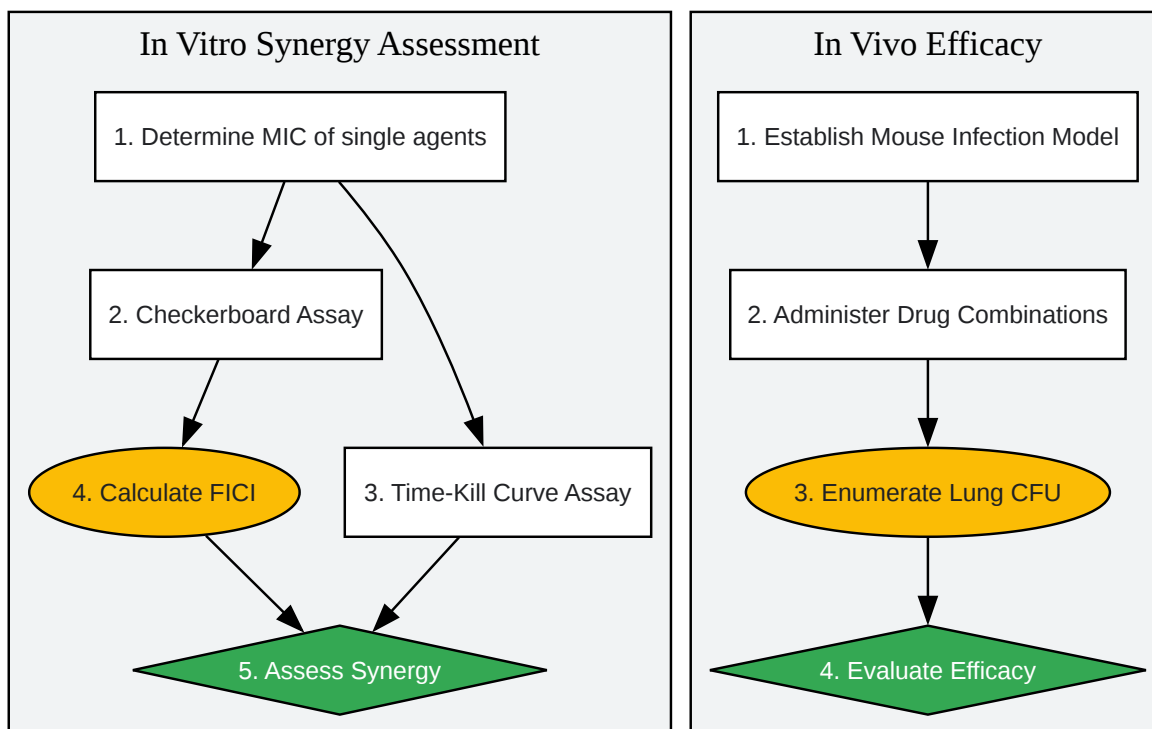 In Vitro Synergy Assessment
1. Determine MIC of single agents
2. Checkerboard Assay
4. Calculate FICI
3. Time-Kill Curve Assay
5. Assess Synergy
In Vivo Efficacy
1. Establish Mouse Infection Model
2. Administer Drug Combinations
3. Enumerate Lung CFU
4. Evaluate Efficacy